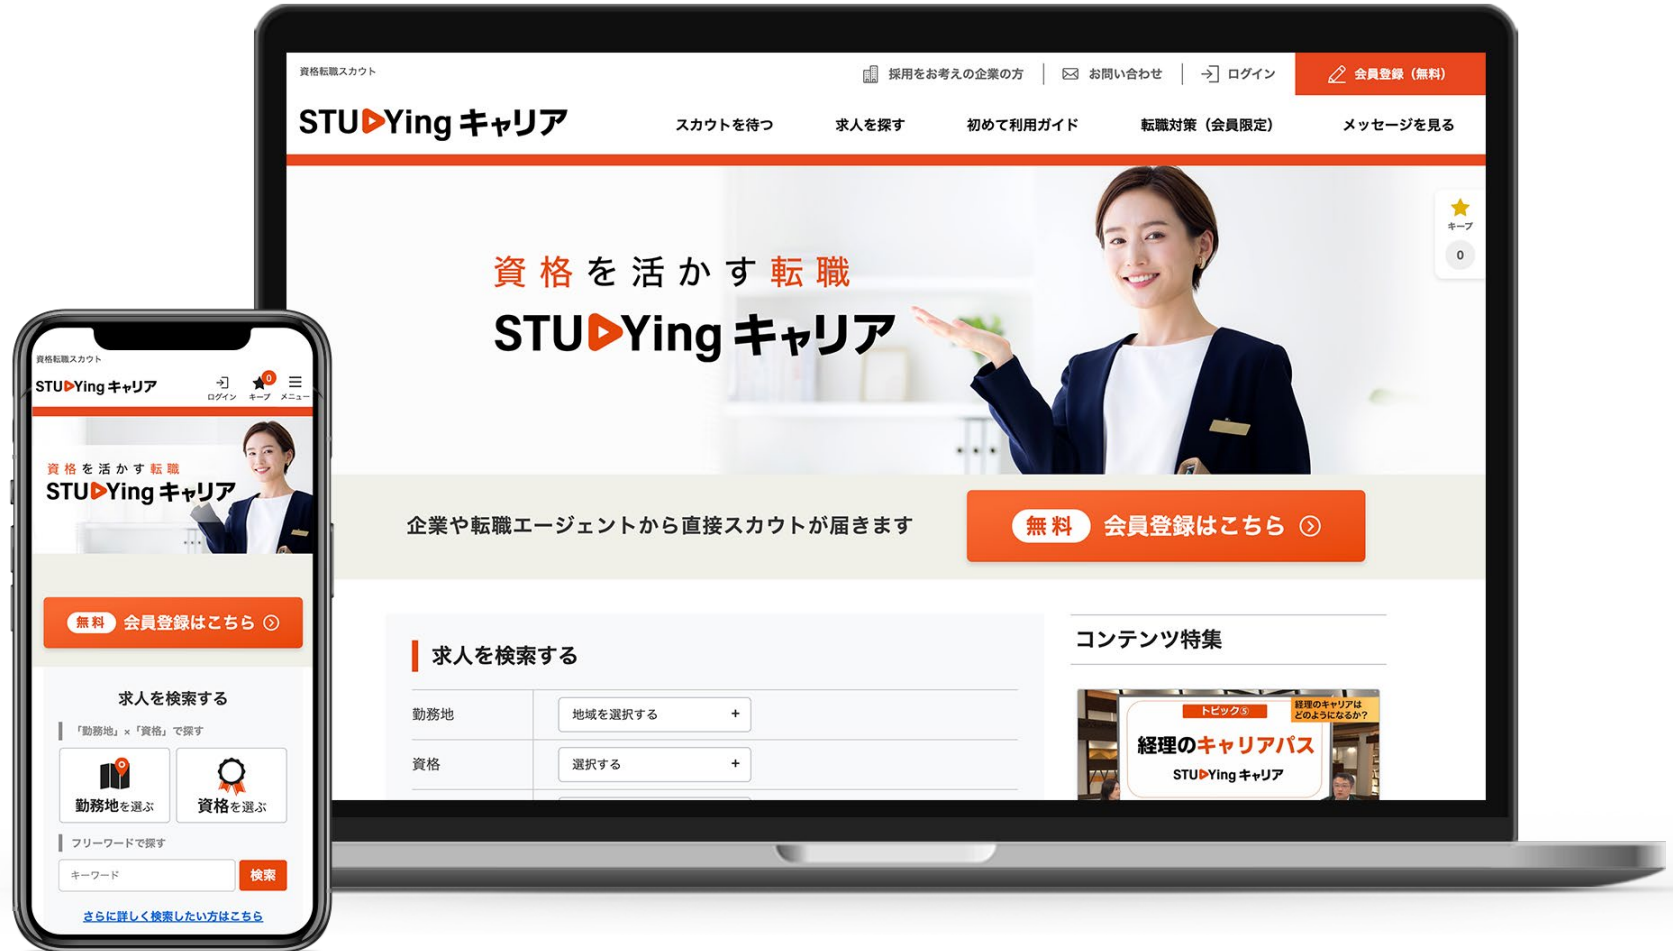 資格転職スカウト
採用をお考えの企業の方
お問い合わせ
ログイン
会員登録（無料）
STUDYing キャリア
スカウトを待つ
求人を探す
初めて利用ガイド
転職対策（会員限定）
メッセージを見る
資格を活かす転職
STUDYing キャリア
キープ
0
企業や転職エージェントから直接スカウトが届きます
無料 会員登録はこちら
求人を検索する
勤務地
地域を選択する +
資格
選択する +
コンテンツ特集
トピック⑤
経理のキャリアは
どのようになるか？
経理のキャリアパス
STUDYing キャリア
資格転職スカウト
STUDYing キャリア
ログイン
0
キープ
メニュー
資格を活かす転職
STUDYing キャリア
無料 会員登録はこちら
求人を検索する
「勤務地」×「資格」で探す
勤務地を選ぶ
資格を選ぶ
フリーワードで探す
キーワード
検索
さらに詳しく検索したい方はこちら